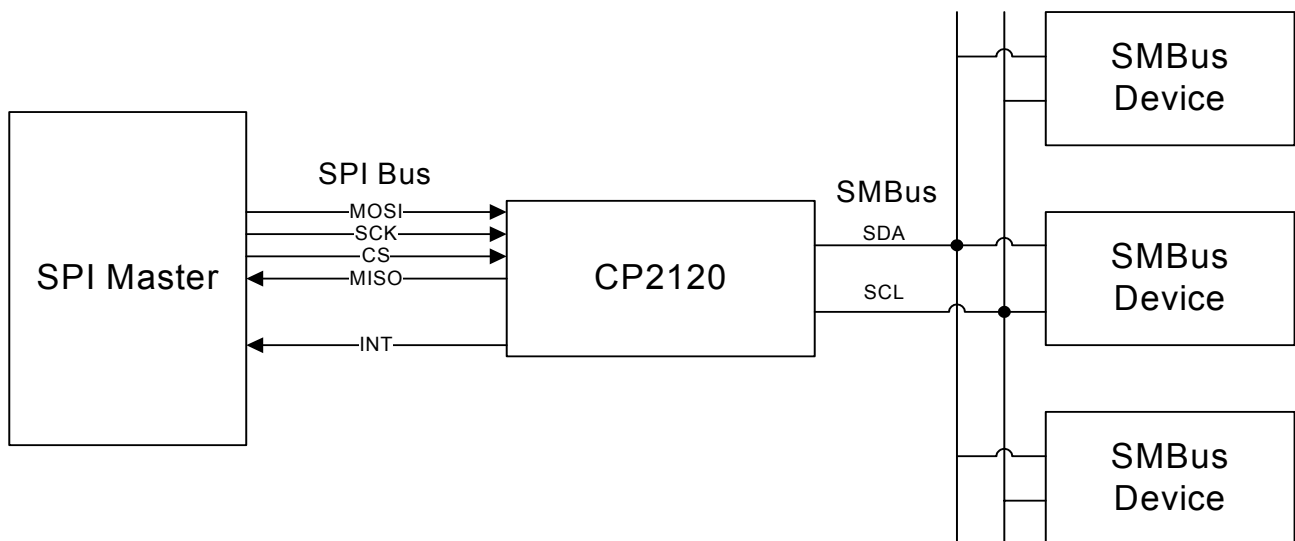 SPI Master
SPI Bus
MOSI
SCK
CS
MISO
INT
CP2120
SMBus
SDA
SCL
SMBus
Device
SMBus
Device
SMBus
Device